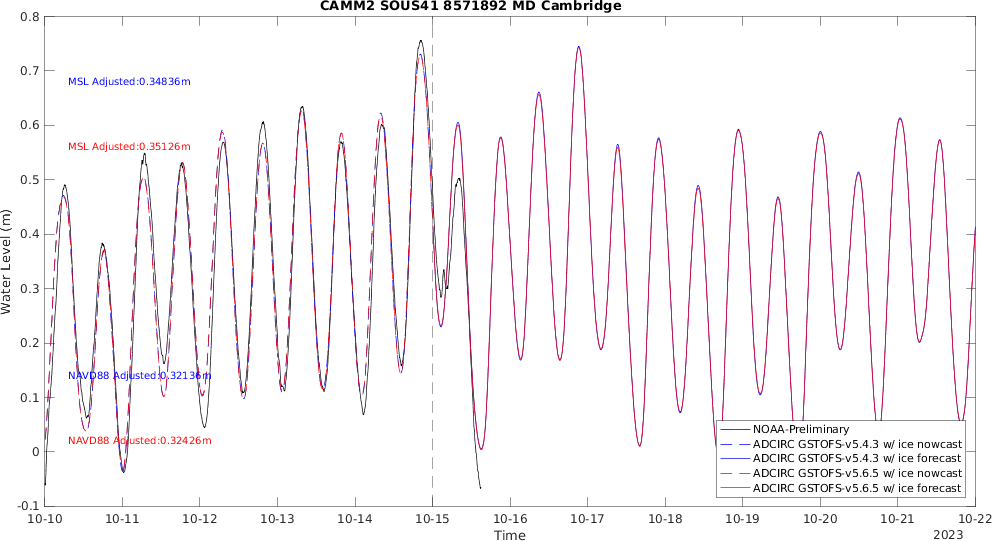 CAMM2 SOUS41 8571892 MD Cambridge
0.8
0.7
0.6
0.5
0.4
0.3
0.2
0.1
0
-0.1
Water Level (m)
MSL Adjusted:0.34836m
MSL Adjusted:0.35126m
NAVD88 Adjusted:0.32136m
NAVD88 Adjusted:0.32426m
NOAA-Preliminary
ADCIRC GSTOFS-v5.4.3 w/ ice nowcast
ADCIRC GSTOFS-v5.4.3 w/ ice forecast
ADCIRC GSTOFS-v5.6.5 w/ ice nowcast
ADCIRC GSTOFS-v5.6.5 w/ ice forecast
10-10 10-11 10-12 10-13 10-14 10-15 10-16 10-17 10-18 10-19 10-20 10-21 10-22
Time
2023